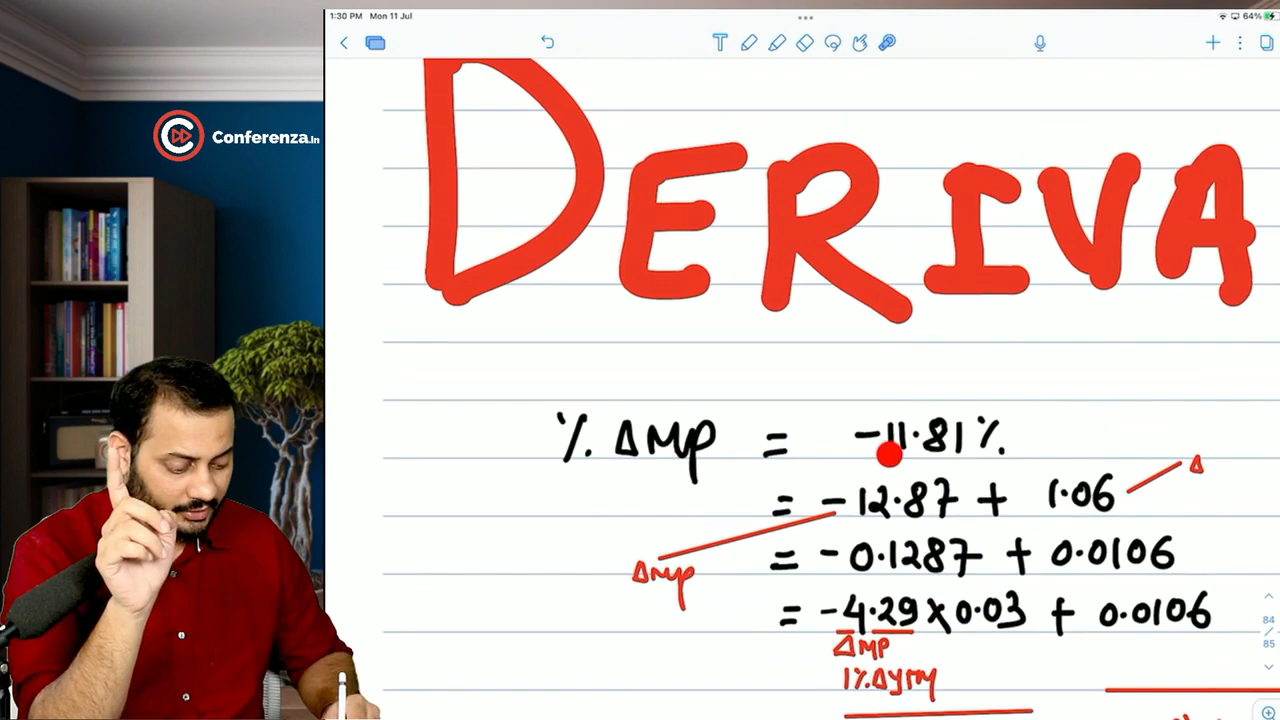 1:30 PM Mon 11 Jul
64%
Conferenza.in
DERIVA
% ΔMP = -11.81%
= -12.87 + 1.06 Δ
ΔMP = -0.1287 + 0.0106
= -4.29 × 0.03 + 0.0106
ΔMP
1% Δytm
84
/
85